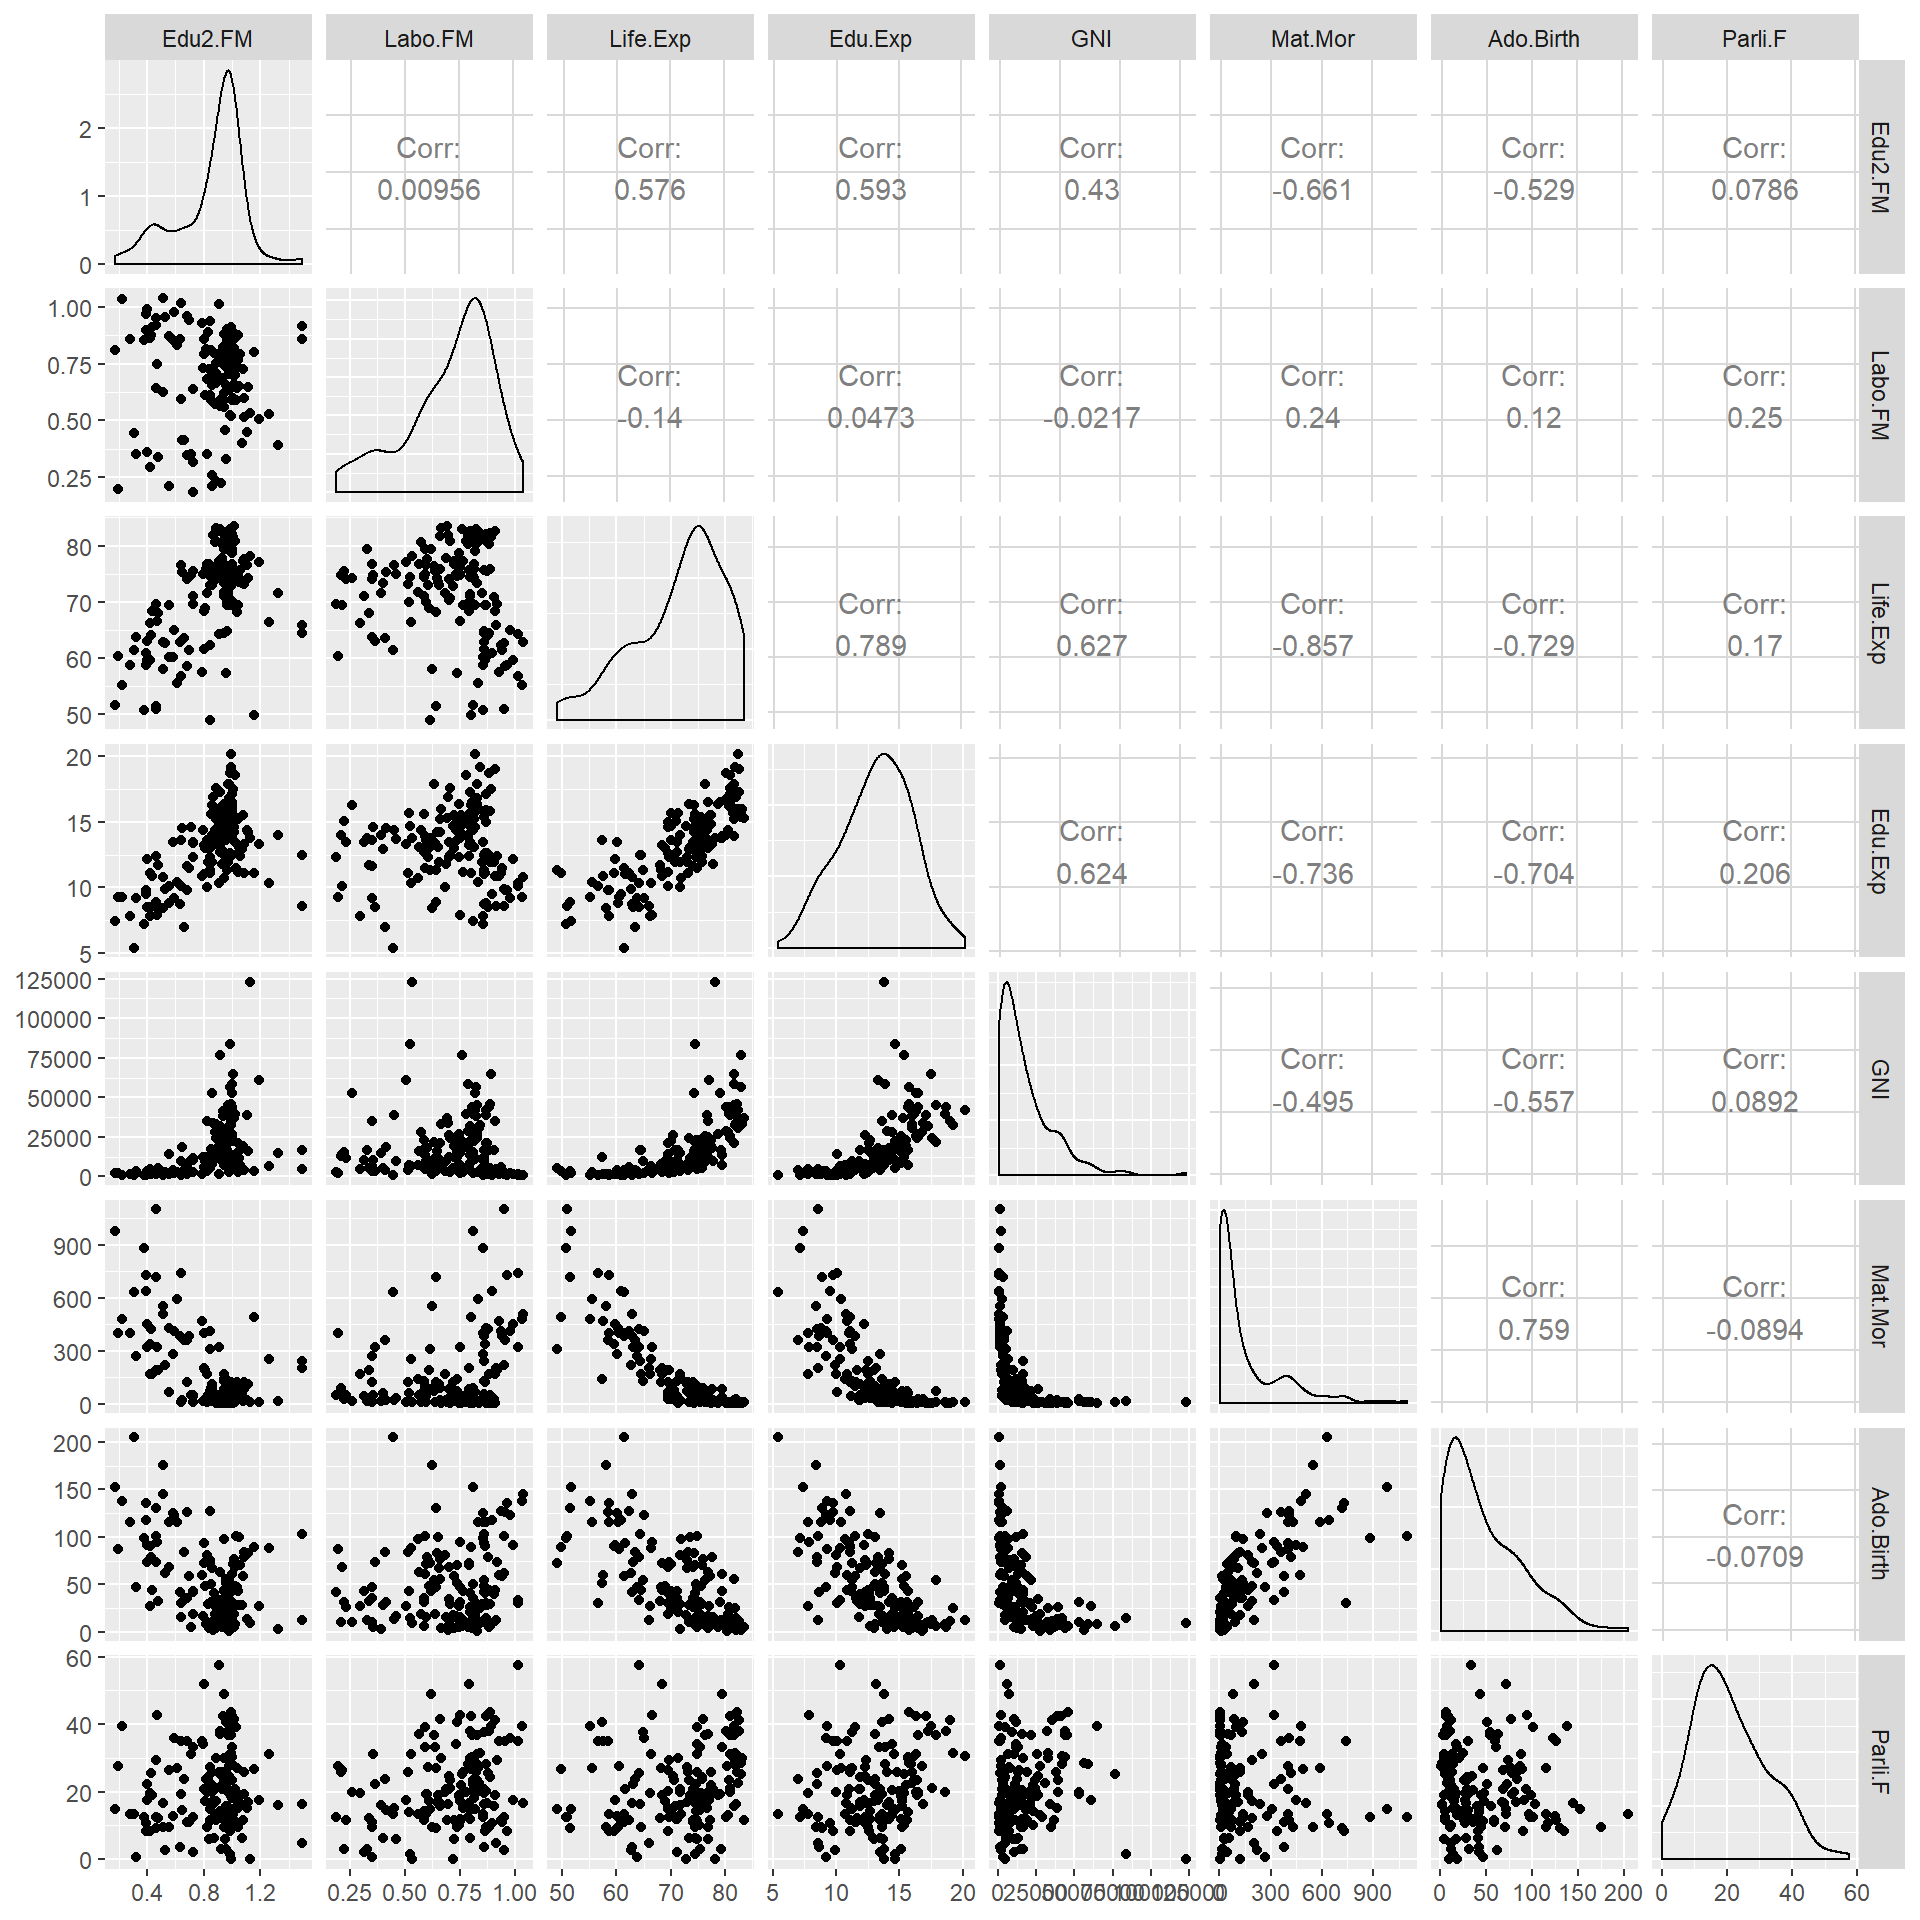 Edu2.FM Labo.FM Life.Exp Edu.Exp GNI Mat.Mor Ado.Birth Parli.F
2
1
0
Corr: Corr: Corr: Corr: Corr: Corr: Corr:
0.00956 0.576 0.593 0.43 -0.661 -0.529 0.0786
Edu2.FM
1.00
0.75
0.50
0.25
Corr: Corr: Corr: Corr: Corr: Corr:
-0.14 0.0473 -0.0217 0.24 0.12 0.25
Labo.FM
80
70
60
50
Corr: Corr: Corr: Corr: Corr:
0.789 0.627 -0.857 -0.729 0.17
Life.Exp
20
15
10
5
Corr: Corr: Corr: Corr:
0.624 -0.736 -0.704 0.206
Edu.Exp
125000
100000
75000
50000
25000
0
Corr: Corr: Corr:
-0.495 -0.557 0.0892
GNI
900
600
300
0
Corr: Corr:
0.759 -0.0894
Mat.Mor
200
150
100
50
0
Corr:
-0.0709
Ado.Birth
60
40
20
0
Parli.F
0.4 0.8 1.2 0.25 0.50 0.75 1.00 50 60 70 80 5 10 15 20 0 25000 50000 75000 100000 125000 0 300 600 900 0 50 100 150 200 0 20 40 60